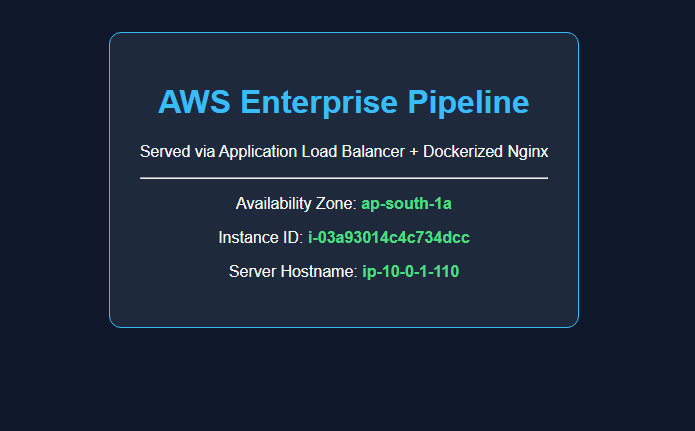 AWS Enterprise Pipeline
Served via Application Load Balancer + Dockerized Nginx
Availability Zone: ap-south-1a
Instance ID: i-03a93014c4c734dcc
Server Hostname: ip-10-0-1-110